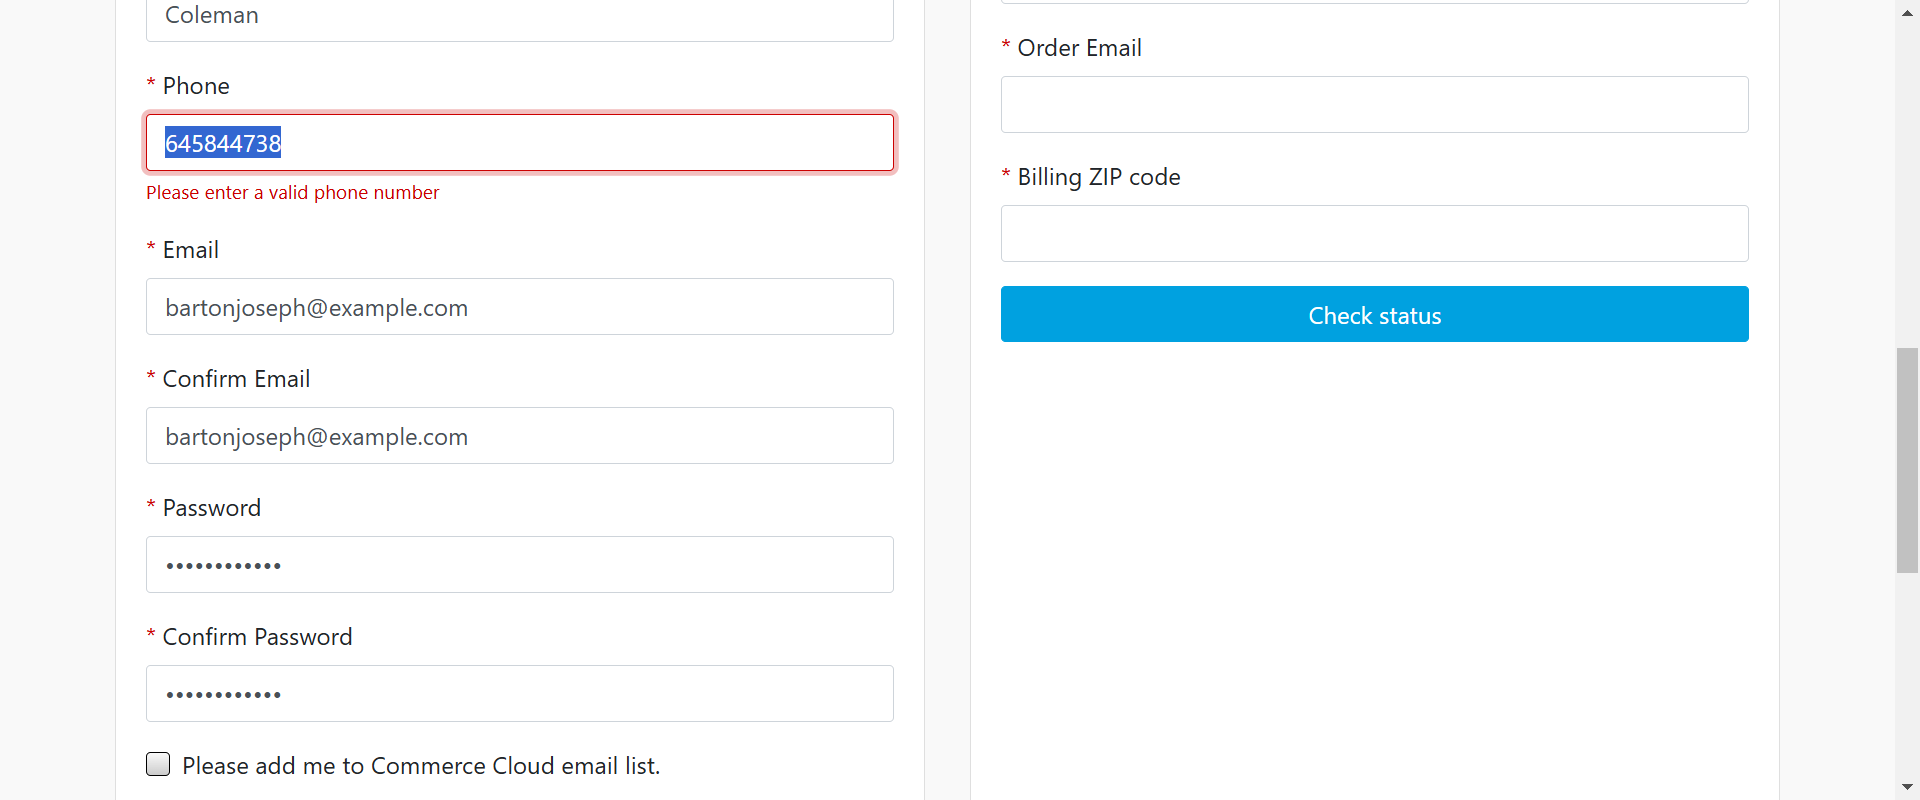 Coleman
* Phone
645844738
Please enter a valid phone number
* Email
bartonjoseph@example.com
* Confirm Email
bartonjoseph@example.com
* Password
••••••••••••
* Confirm Password
••••••••••••
Please add me to Commerce Cloud email list.
* Order Email
* Billing ZIP code
Check status